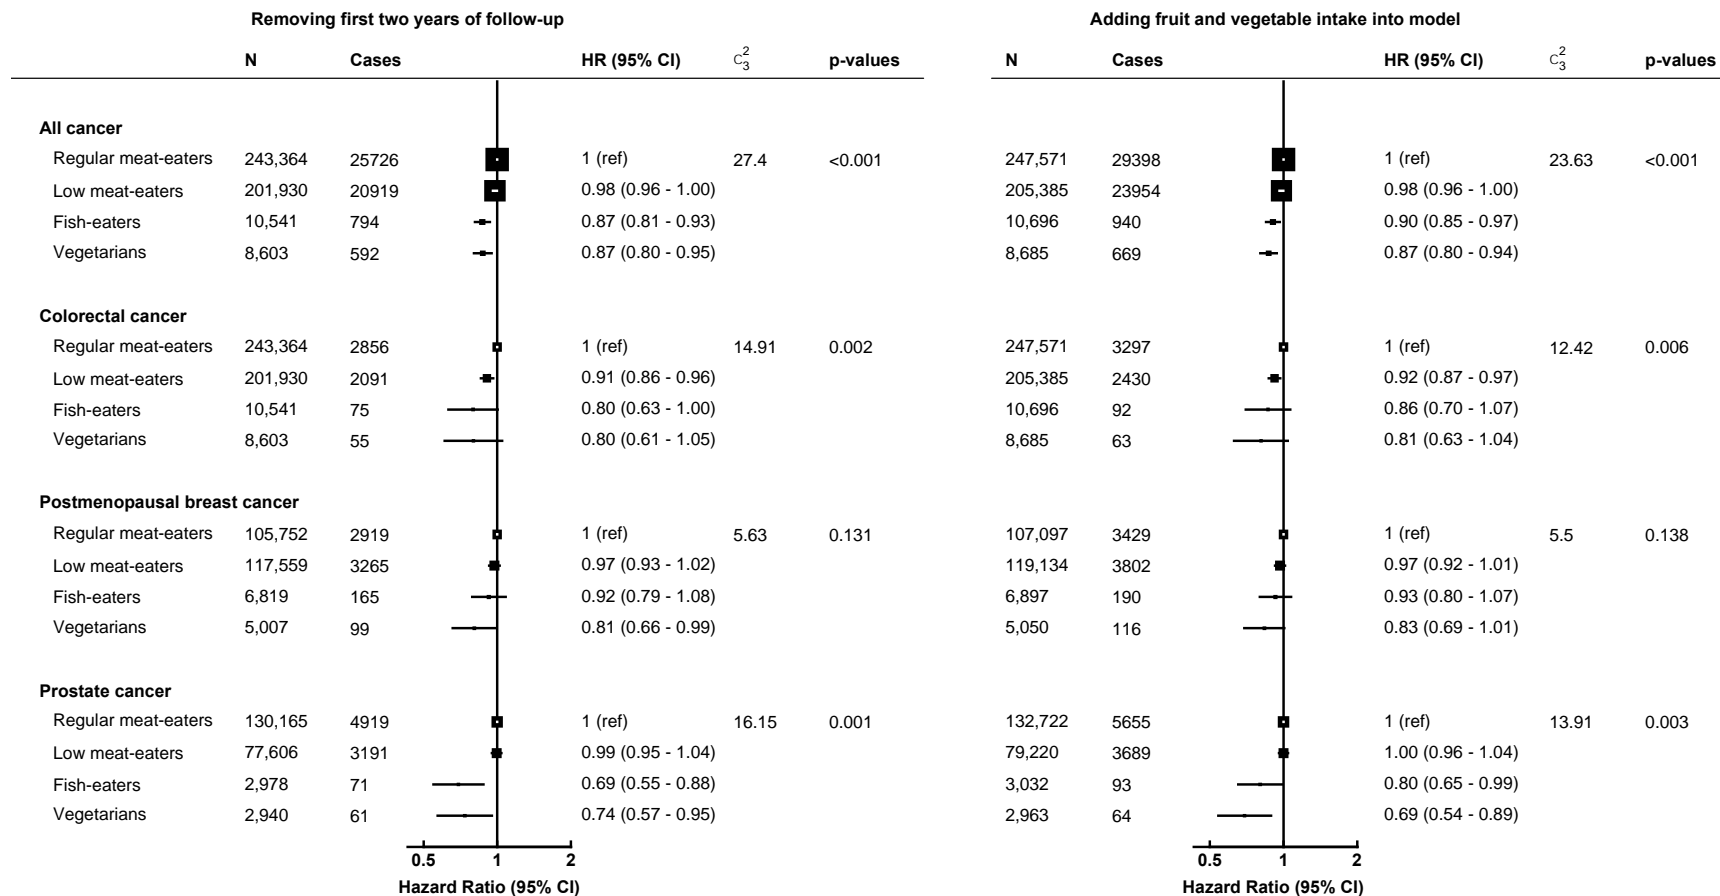 Removing first two years of follow-up
N Cases HR (95% CI) C²₃ p-values
All cancer
Regular meat-eaters 243,364 25726 1 (ref) 27.4 <0.001
Low meat-eaters 201,930 20919 0.98 (0.96 - 1.00)
Fish-eaters 10,541 794 0.87 (0.81 - 0.93)
Vegetarians 8,603 592 0.87 (0.80 - 0.95)
Colorectal cancer
Regular meat-eaters 243,364 2856 1 (ref) 14.91 0.002
Low meat-eaters 201,930 2091 0.91 (0.86 - 0.96)
Fish-eaters 10,541 75 0.80 (0.63 - 1.00)
Vegetarians 8,603 55 0.80 (0.61 - 1.05)
Postmenopausal breast cancer
Regular meat-eaters 105,752 2919 1 (ref) 5.63 0.131
Low meat-eaters 117,559 3265 0.97 (0.93 - 1.02)
Fish-eaters 6,819 165 0.92 (0.79 - 1.08)
Vegetarians 5,007 99 0.81 (0.66 - 0.99)
Prostate cancer
Regular meat-eaters 130,165 4919 1 (ref) 16.15 0.001
Low meat-eaters 77,606 3191 0.99 (0.95 - 1.04)
Fish-eaters 2,978 71 0.69 (0.55 - 0.88)
Vegetarians 2,940 61 0.74 (0.57 - 0.95)
0.5 1 2
Hazard Ratio (95% CI)
Adding fruit and vegetable intake into model
N Cases HR (95% CI) C²₃ p-values
247,571 29398 1 (ref) 23.63 <0.001
205,385 23954 0.98 (0.96 - 1.00)
10,696 940 0.90 (0.85 - 0.97)
8,685 669 0.87 (0.80 - 0.94)
247,571 3297 1 (ref) 12.42 0.006
205,385 2430 0.92 (0.87 - 0.97)
10,696 92 0.86 (0.70 - 1.07)
8,685 63 0.81 (0.63 - 1.04)
107,097 3429 1 (ref) 5.5 0.138
119,134 3802 0.97 (0.92 - 1.01)
6,897 190 0.93 (0.80 - 1.07)
5,050 116 0.83 (0.69 - 1.01)
132,722 5655 1 (ref) 13.91 0.003
79,220 3689 1.00 (0.96 - 1.04)
3,032 93 0.80 (0.65 - 0.99)
2,963 64 0.69 (0.54 - 0.89)
0.5 1 2
Hazard Ratio (95% CI)